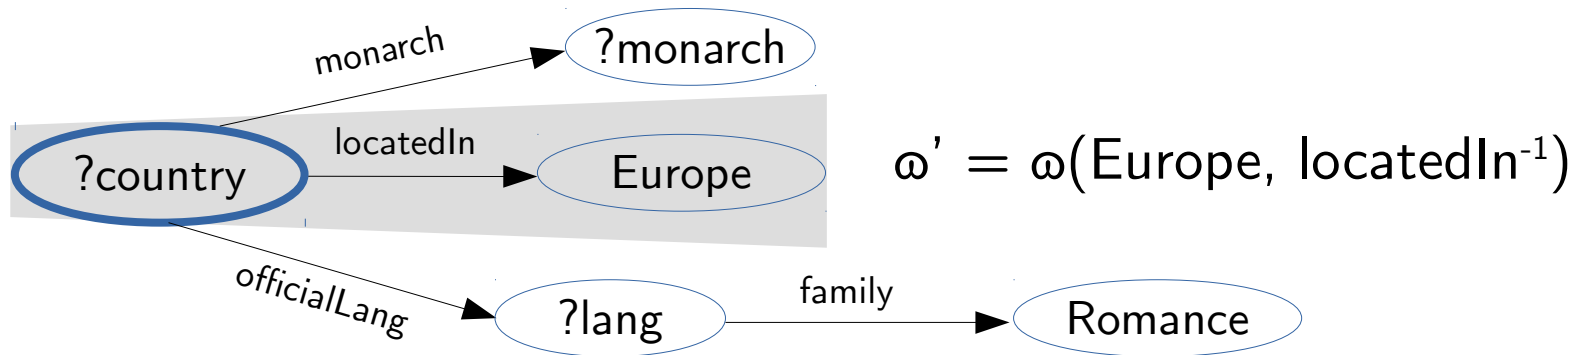 monarch
?monarch
locatedIn
?country
Europe
ϖ' = ϖ(Europe, locatedIn⁻¹)
officialLang
family
?lang
Romance